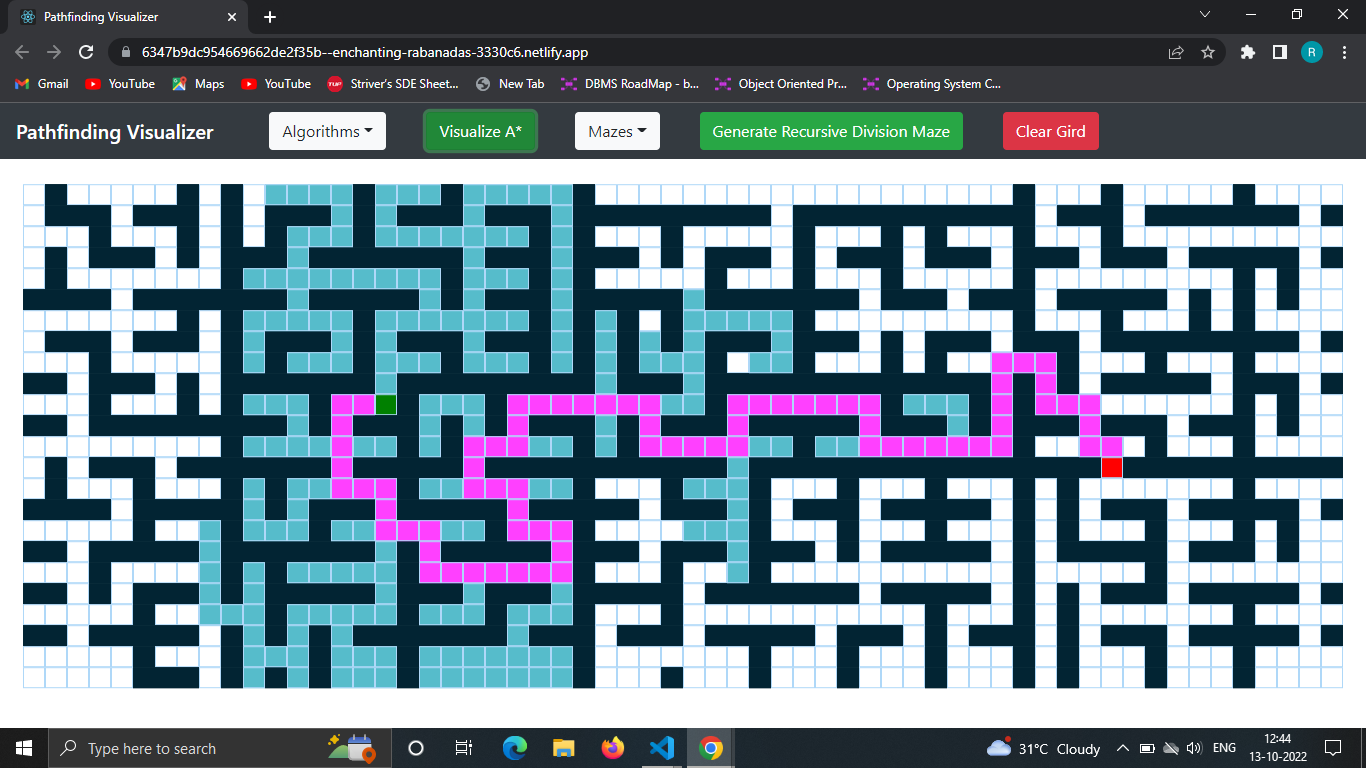 Pathfinding Visualizer
6347b9dc954669662de2f35b--enchanting-rabanadas-3330c6.netlify.app
R
Gmail YouTube Maps YouTube TUF Striver's SDE Sheet... New Tab DBMS RoadMap - b... Object Oriented Pr... Operating System C...
Pathfinding Visualizer Algorithms Visualize A* Mazes Generate Recursive Division Maze Clear Gird
Type here to search
31°C Cloudy
ENG
12:44
13-10-2022